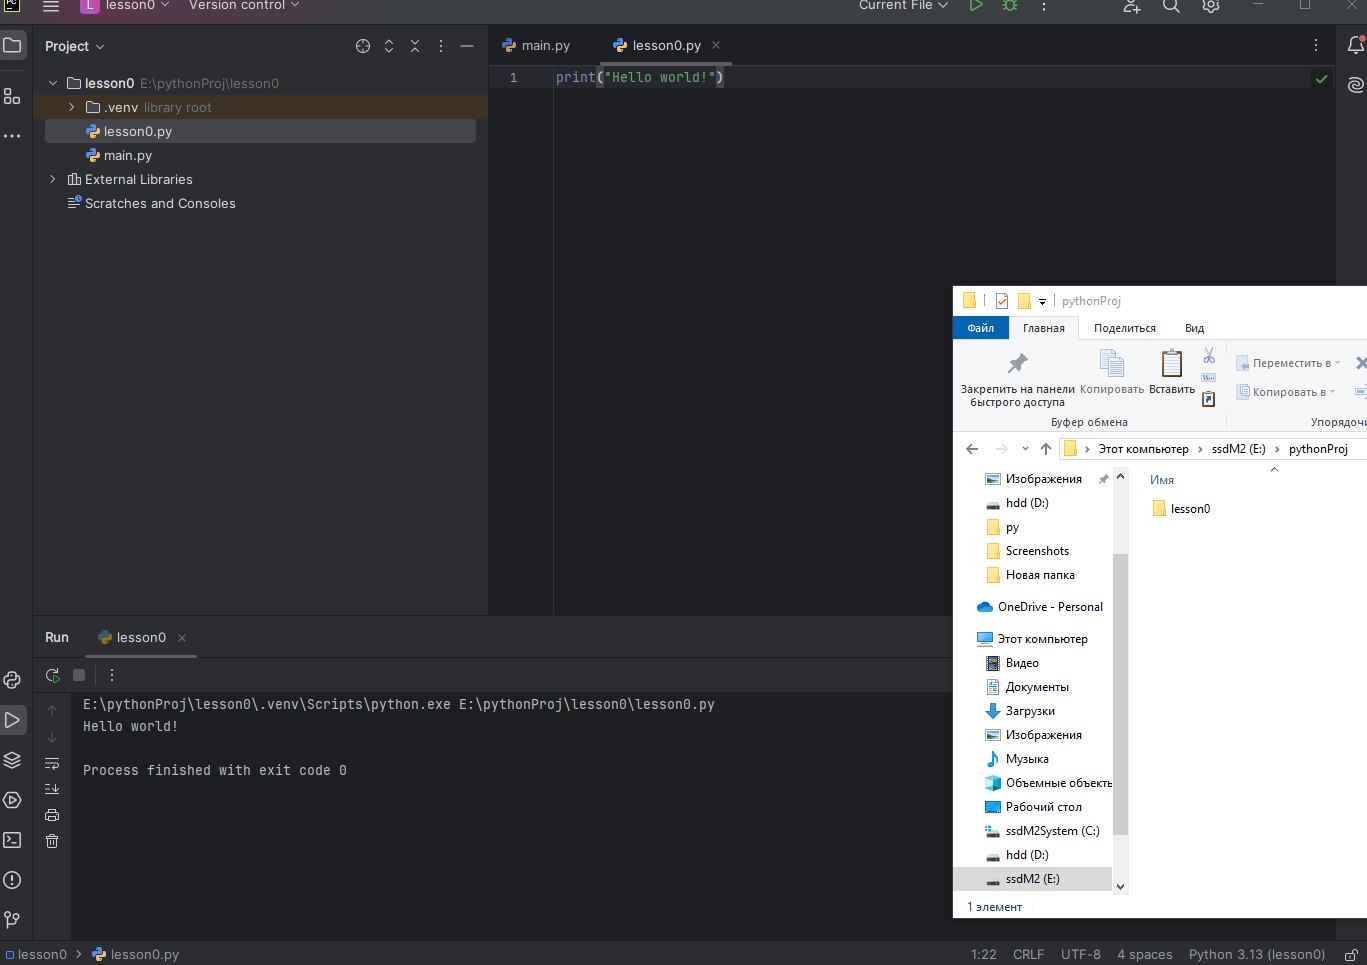 PC
L lesson0 Version control
Current File
Project
main.py
lesson0.py
lesson0 E:\pythonProj\lesson0
.venv library root
lesson0.py
main.py
External Libraries
Scratches and Consoles
1 print("Hello world!")
pythonProj
Файл Главная Поделиться Вид
Закрепить на панели
быстрого доступа
Копировать
Вставить
Переместить в
Копировать в
Буфер обмена
Упорядочи
Этот компьютер ssdM2 (E:) pythonProj
Имя
lesson0
Изображения
hdd (D:)
py
Screenshots
Новая папка
OneDrive - Personal
Этот компьютер
Видео
Документы
Загрузки
Изображения
Музыка
Объемные объекть
Рабочий стол
ssdM2System (C:)
hdd (D:)
ssdM2 (E:)
1 элемент
Run lesson0
E:\pythonProj\lesson0\.venv\Scripts\python.exe E:\pythonProj\lesson0\lesson0.py
Hello world!
Process finished with exit code 0
lesson0 lesson0.py
1:22 CRLF UTF-8 4 spaces Python 3.13 (lesson0)